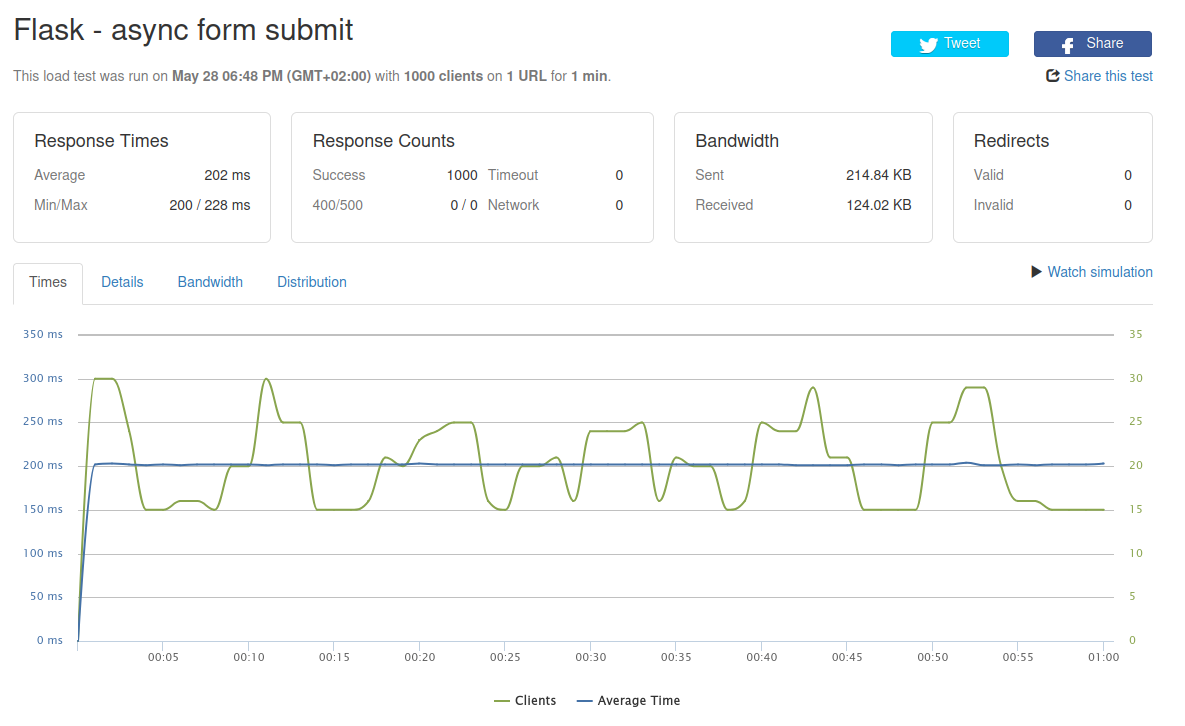 Flask - async form submit
Tweet
Share
This load test was run on May 28 06:48 PM (GMT+02:00) with 1000 clients on 1 URL for 1 min.
Share this test
Response Times
Average 202 ms
Min/Max 200 / 228 ms
Response Counts
Success 1000 Timeout 0
400/500 0 / 0 Network 0
Bandwidth
Sent 214.84 KB
Received 124.02 KB
Redirects
Valid 0
Invalid 0
Times Details Bandwidth Distribution
Watch simulation
350 ms 35
300 ms 30
250 ms 25
200 ms 20
150 ms 15
100 ms 10
50 ms 5
0 ms 0
00:05 00:10 00:15 00:20 00:25 00:30 00:35 00:40 00:45 00:50 00:55 01:00
Clients Average Time